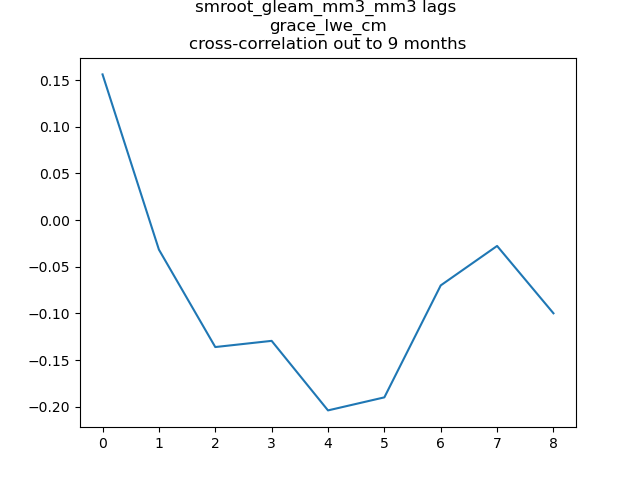 smroot_gleam_mm3_mm3 lags
grace_lwe_cm
cross-correlation out to 9 months
0.15
0.10
0.05
0.00
−0.05
−0.10
−0.15
−0.20
0 1 2 3 4 5 6 7 8